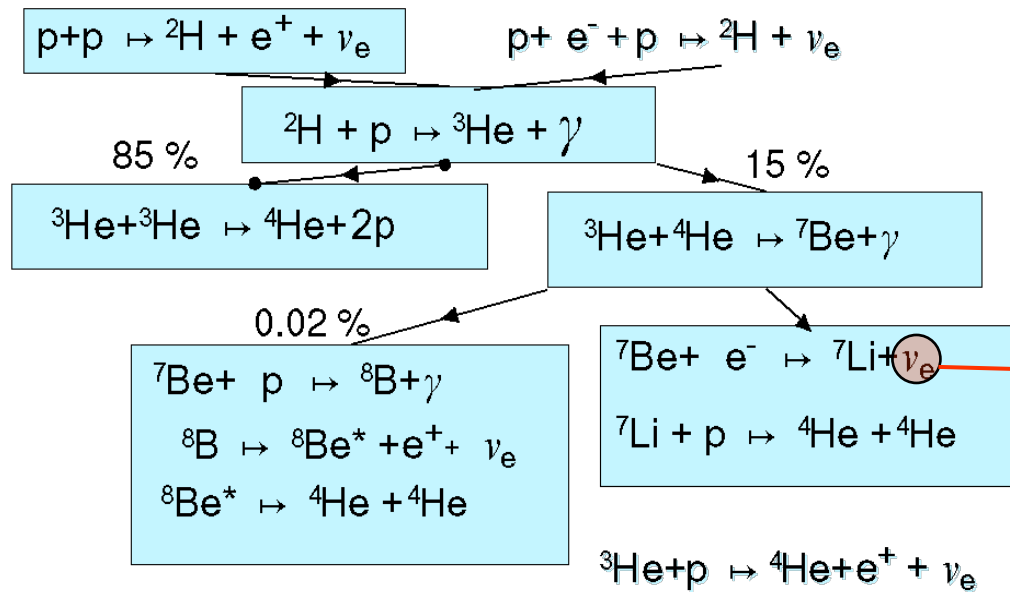 p+p ↦ ²H + e⁺ + νₑ
p+ e⁻ +p ↦ ²H + νₑ
²H + p ↦ ³He + γ
85 %
15 %
³He+³He ↦ ⁴He+2p
³He+⁴He ↦ ⁷Be+γ
0.02 %
⁷Be+ p ↦ ⁸B+γ
⁸B ↦ ⁸Be* +e⁺+ νₑ
⁸Be* ↦ ⁴He +⁴He
⁷Be+ e⁻ ↦ ⁷Li+νₑ
⁷Li + p ↦ ⁴He +⁴He
³He+p ↦ ⁴He+e⁺ + νₑ